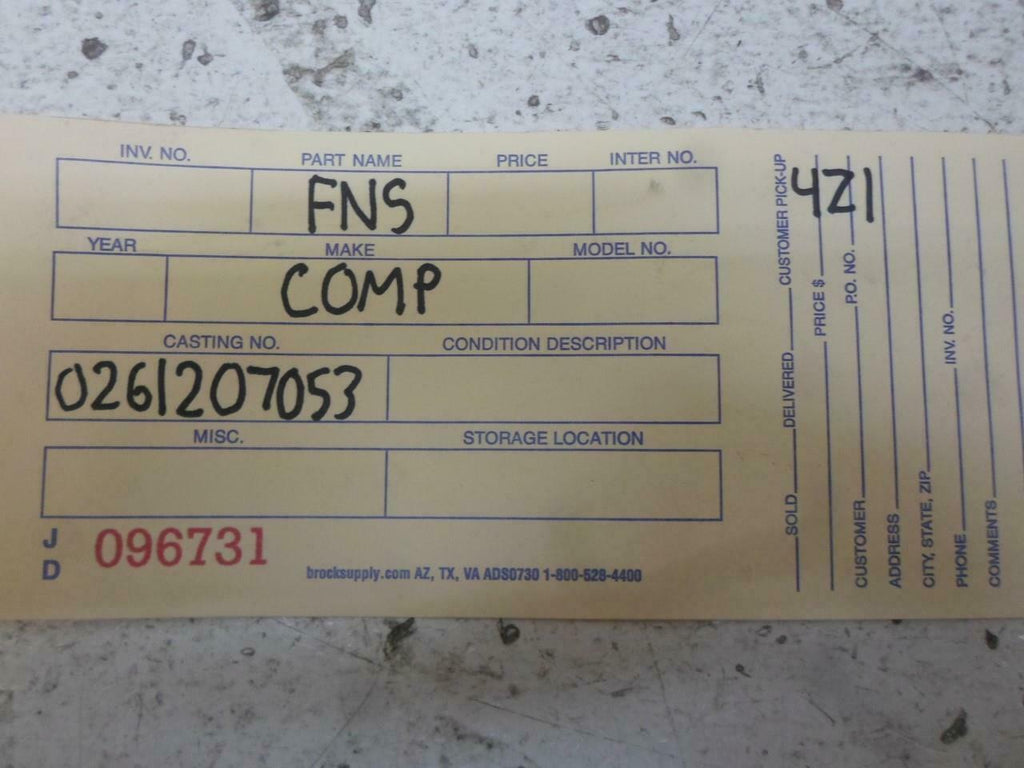 INV. NO. PART NAME PRICE INTER NO.
FNS
YEAR MAKE MODEL NO.
COMP
CASTING NO. CONDITION DESCRIPTION
0261207053
MISC. STORAGE LOCATION
J D 096731
brocksupply.com AZ, TX, VA ADS0730 1-800-528-4400
4Z1
SOLD DELIVERED CUSTOMER PICK-UP
PRICE $
CUSTOMER P.O. NO.
ADDRESS
CITY, STATE, ZIP
PHONE INV. NO.
COMMENTS